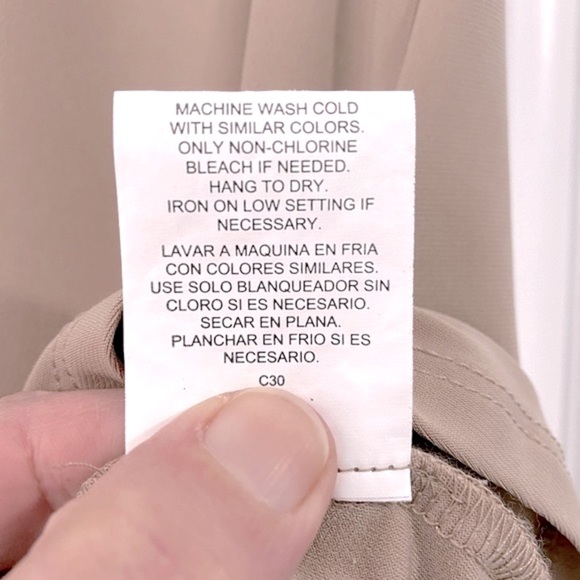 MACHINE WASH COLD
WITH SIMILAR COLORS.
ONLY NON-CHLORINE
BLEACH IF NEEDED.
HANG TO DRY.
IRON ON LOW SETTING IF
NECESSARY.
LAVAR A MAQUINA EN FRIA
CON COLORES SIMILARES.
USE SOLO BLANQUEADOR SIN
CLORO SI ES NECESARIO.
SECAR EN PLANA.
PLANCHAR EN FRIO SI ES
NECESARIO.
C30